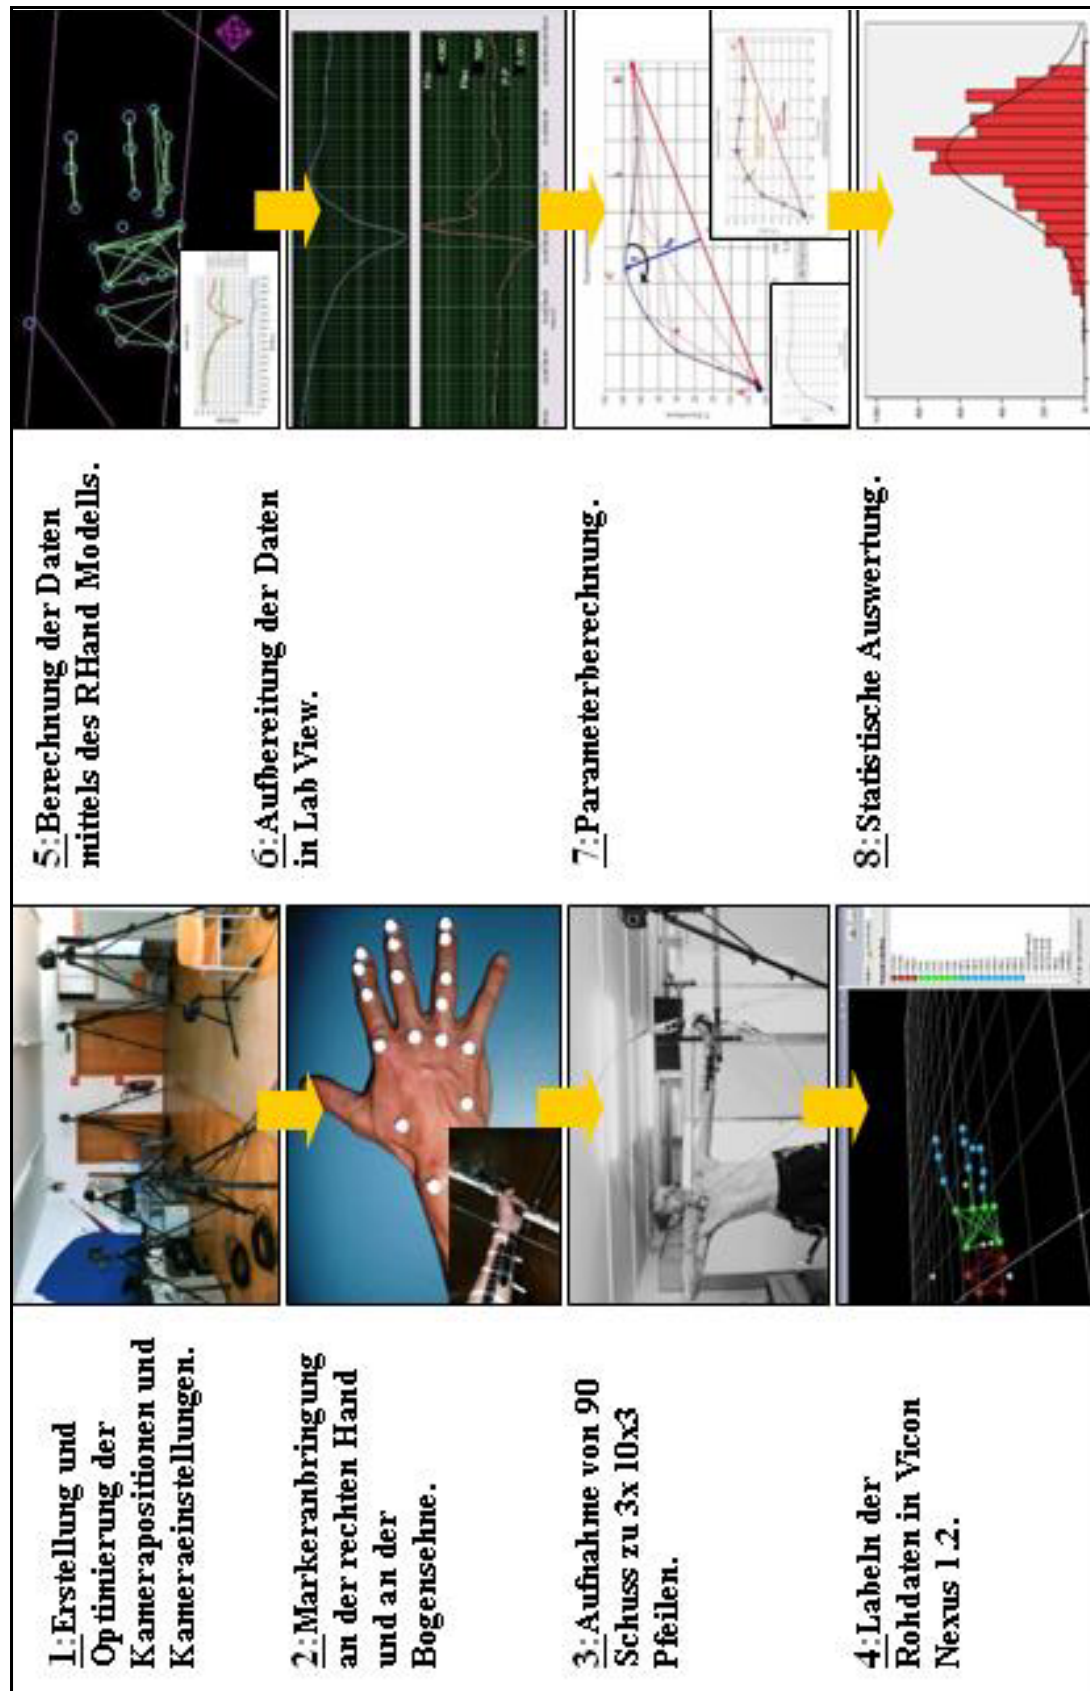 1:Erstellung und
Optimierung der
Kamerapositionen und
Kameraeinstellungen.
2:Markeranbringung
an der rechten Hand
und an der
Bogensehne.
3:Aufnahme von 90
Schuss zu 3x 10x3
Pfeilen.
4:Labeln der
Rohdaten in Vicon
Nexus 1.2.
5:Berechnung der Daten
mittels des RHand Modells.
6:Aufbereitung der Daten
in Lab View.
7:Parameterberechnung.
8:Statistische Auswertung.